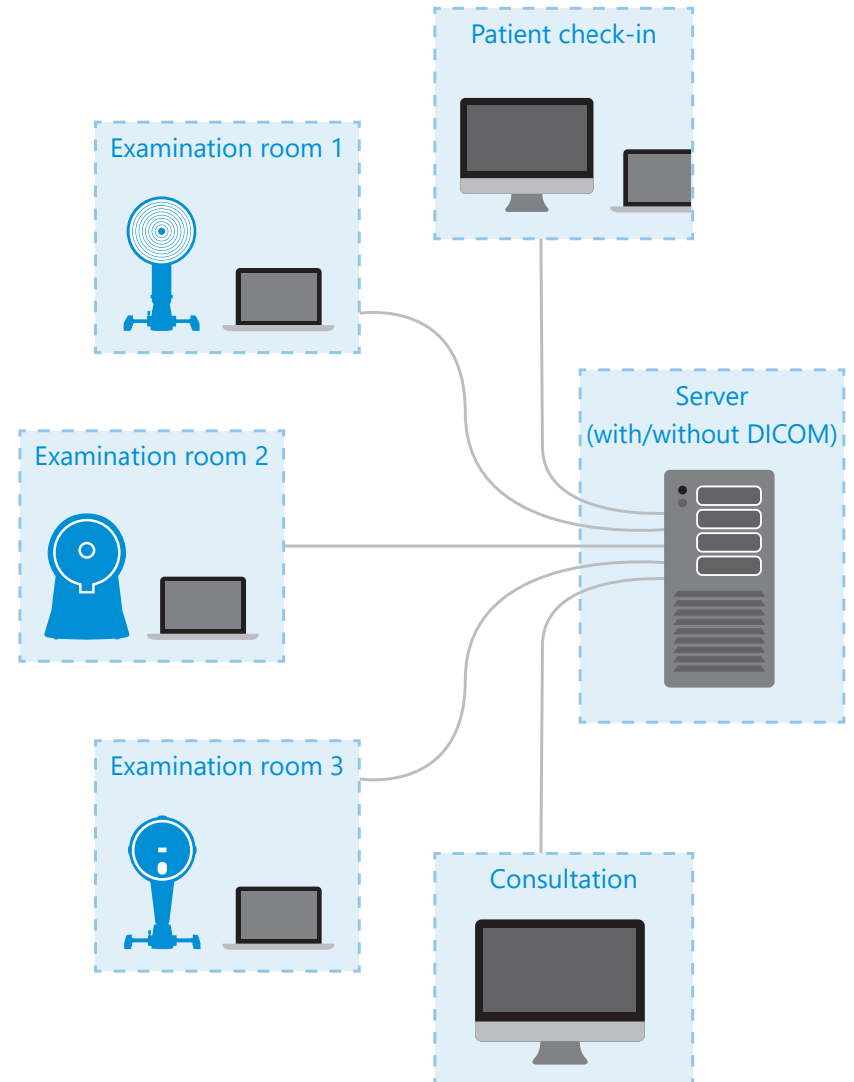 Patient check-in
Examination room 1
Server
(with/without DICOM)
Examination room 2
Examination room 3
Consultation